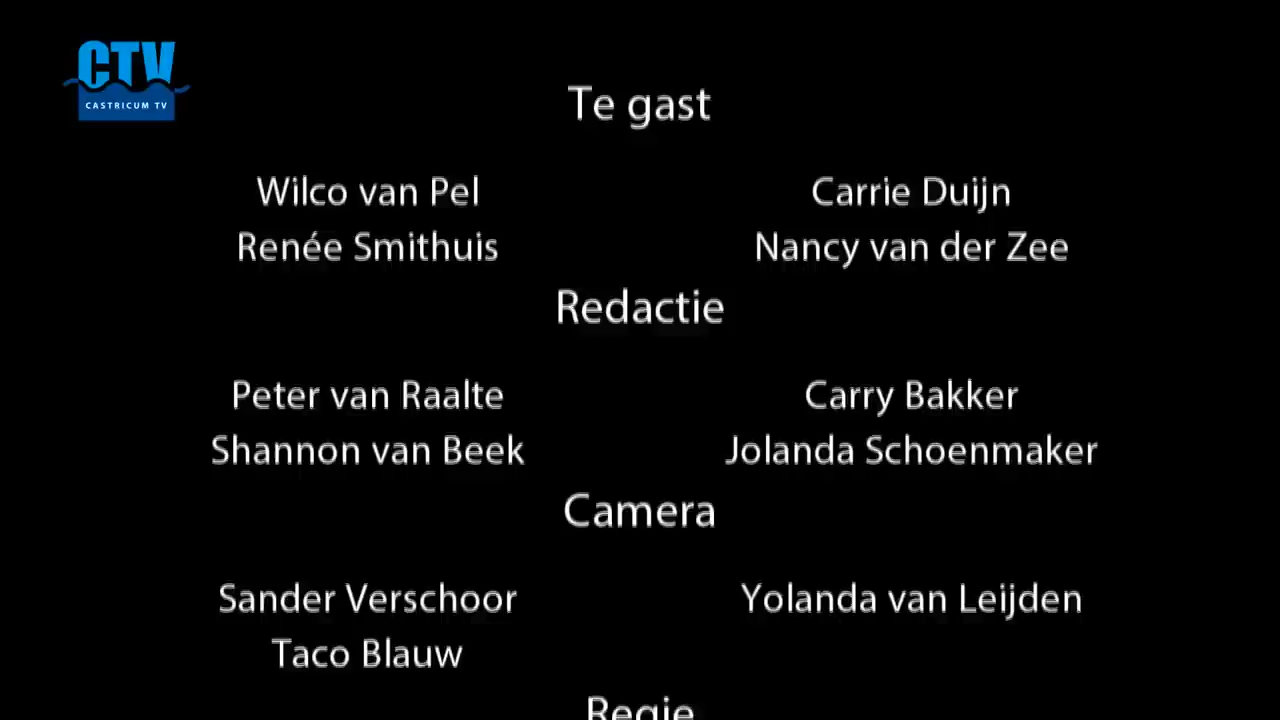 CTV
CASTRICUM TV
Te gast
Wilco van Pel Carrie Duijn
Renée Smithuis Nancy van der Zee
Redactie
Peter van Raalte Carry Bakker
Shannon van Beek Jolanda Schoenmaker
Camera
Sander Verschoor Yolanda van Leijden
Taco Blauw
Regie